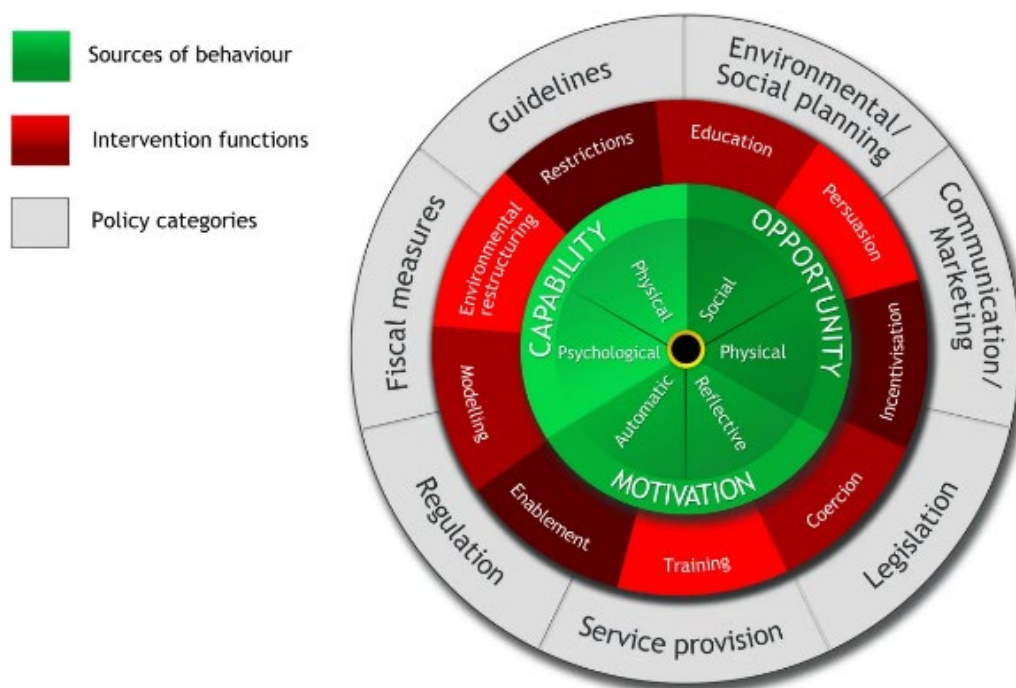 Sources of behaviour
Intervention functions
Policy categories
Guidelines
Environmental/
Social planning
Communication/
Marketing
Legislation
Service provision
Regulation
Fiscal measures
Restrictions
Education
Persuasion
Incentivisation
Coercion
Training
Enablement
Modelling
Environmental
restructuring
CAPABILITY
OPPORTUNITY
MOTIVATION
Physical
Social
Physical
Reflective
Automatic
Psychological